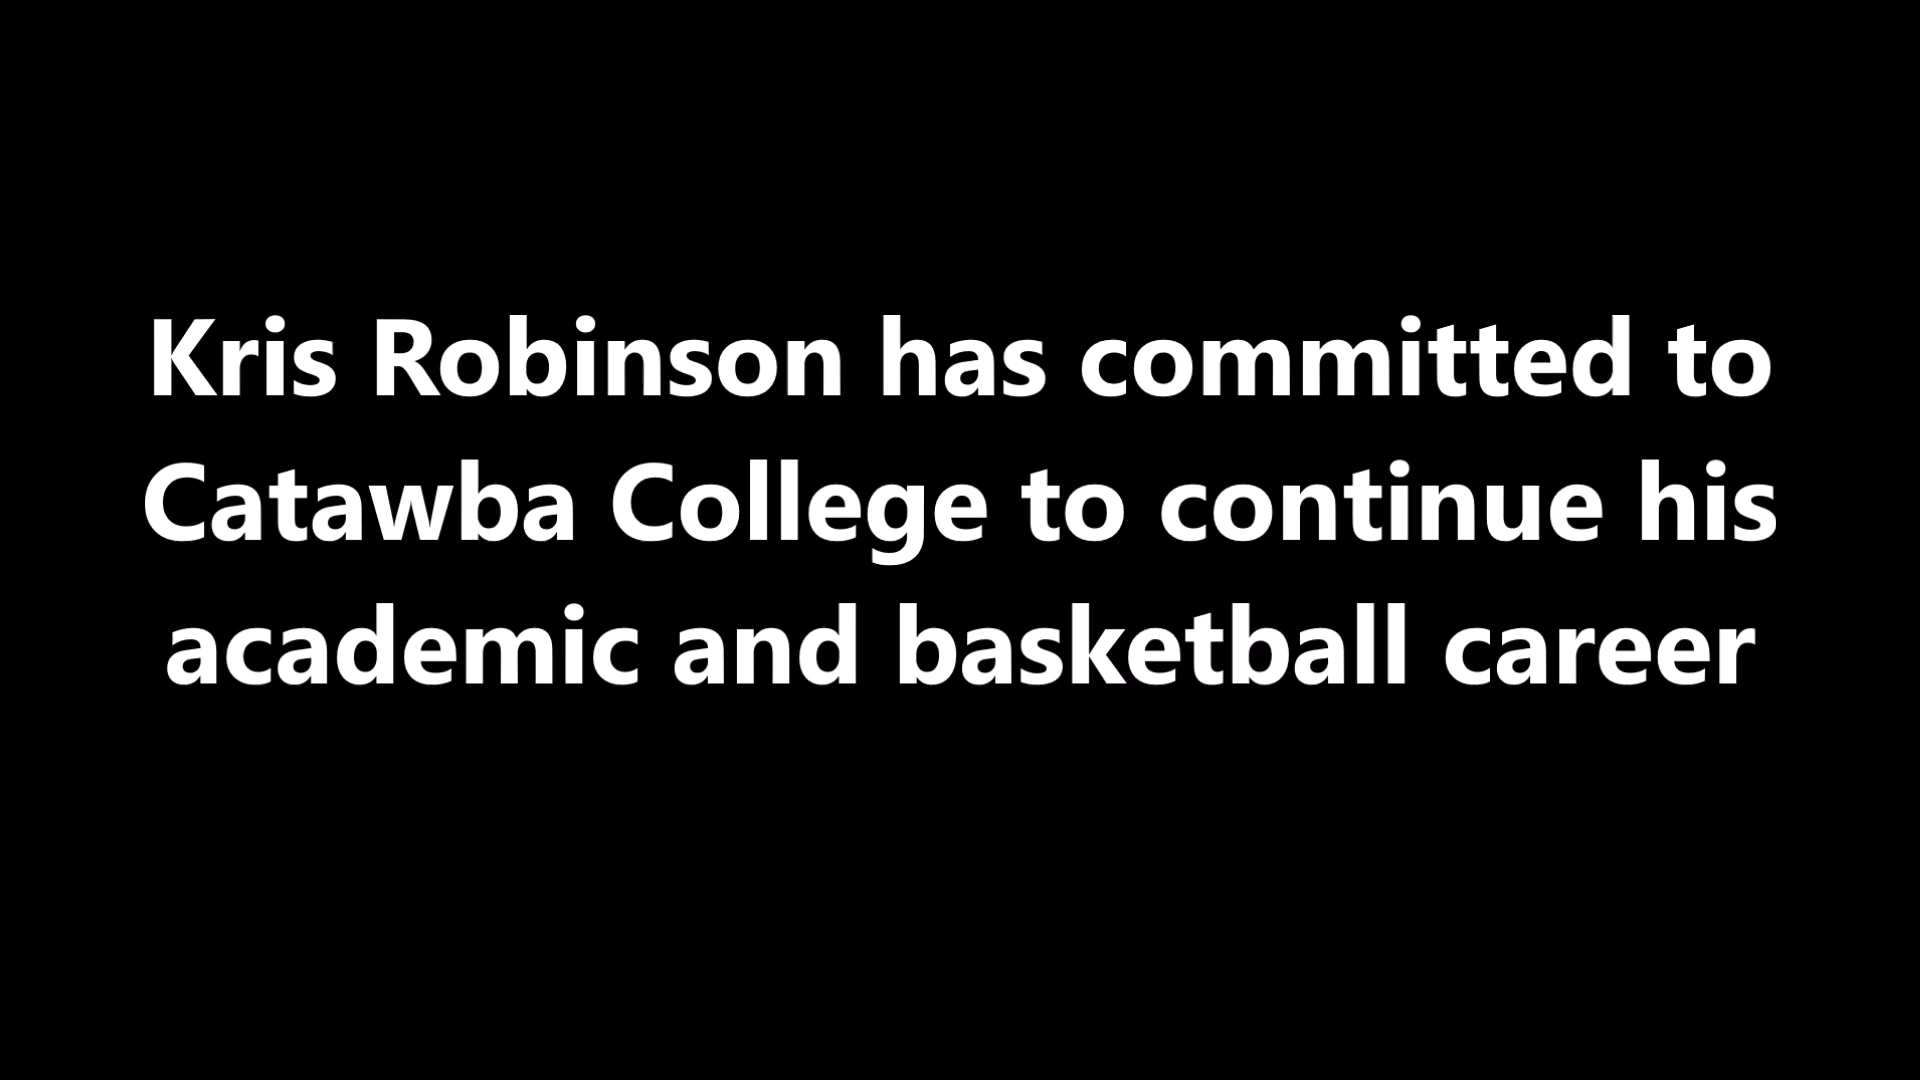 Kris Robinson has committed to
Catawba College to continue his
academic and basketball career